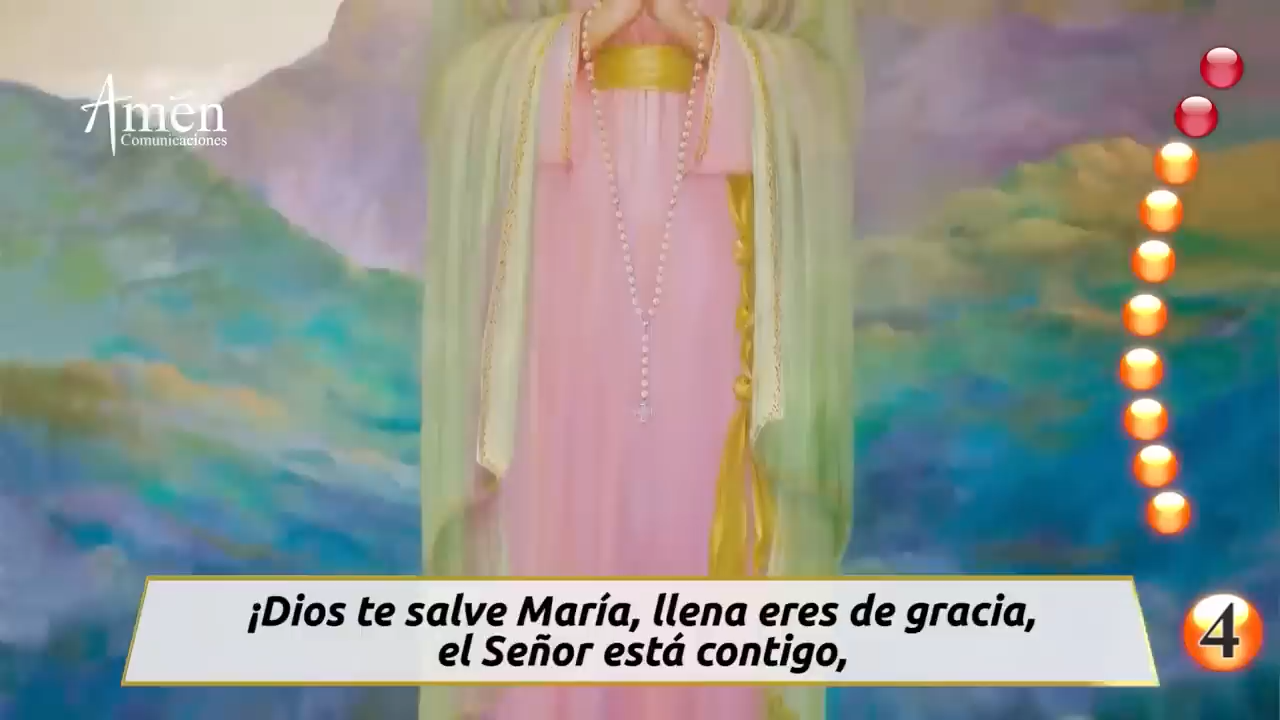 Amén
Comunicaciones
¡Dios te salve María, llena eres de gracia,
el Señor está contigo,
4